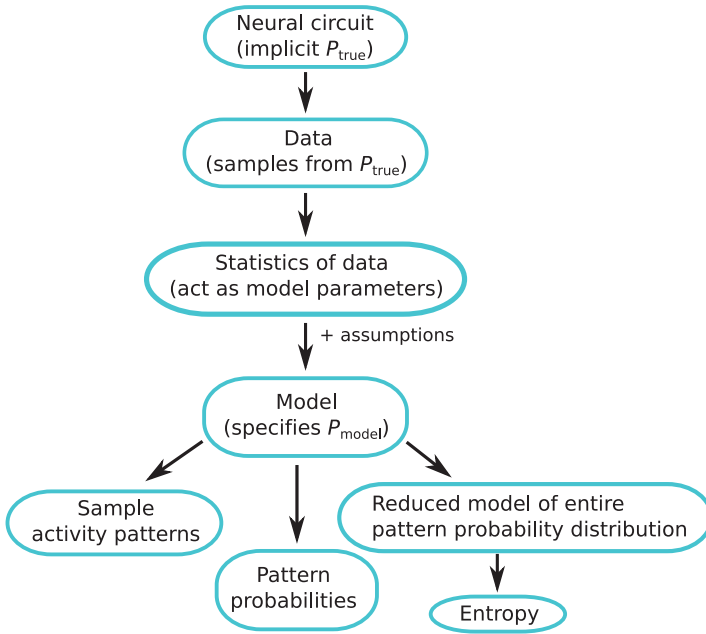 Neural circuit
(implicit P_true)
Data
(samples from P_true)
Statistics of data
(act as model parameters)
+ assumptions
Model
(specifies P_model)
Sample
activity patterns
Pattern
probabilities
Reduced model of entire
pattern probability distribution
Entropy